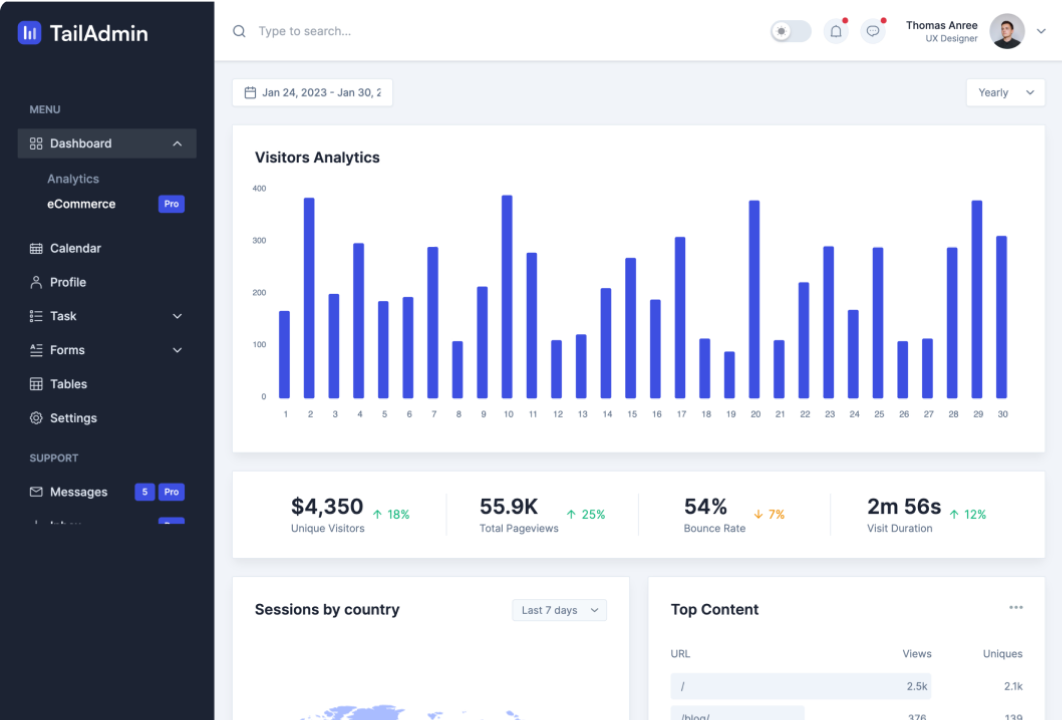 TailAdmin
Type to search...
Thomas Anree
UX Designer
MENU
Dashboard
Analytics
eCommerce Pro
Calendar
Profile
Task
Forms
Tables
Settings
SUPPORT
Messages 5 Pro
Jan 24, 2023 - Jan 30, 2
Yearly
Visitors Analytics
400
300
200
100
0
1 2 3 4 5 6 7 8 9 10 11 12 13 14 15 16 17 18 19 20 21 22 23 24 25 26 27 28 29 30
$4,350 ↑ 18%
Unique Visitors
55.9K ↑ 25%
Total Pageviews
54% ↓ 7%
Bounce Rate
2m 56s ↑ 12%
Visit Duration
Sessions by country
Last 7 days
Top Content
URL Views Uniques
/ 2.5k 2.1k
/blog/ 376 139